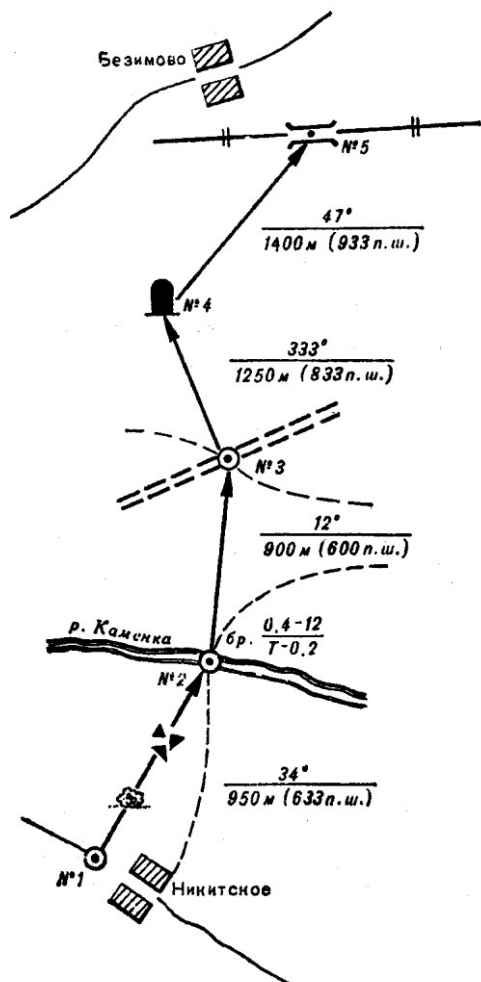 Безимово
№5
47°
1400 м (933 п.ш.)
№4
333°
1250 м (833 п.ш.)
№3
12°
900 м (600 п.ш.)
р. Каменка
бр. 0,4-12
Т-0,2
№2
34°
950 м (633 п.ш.)
№1
Никитское